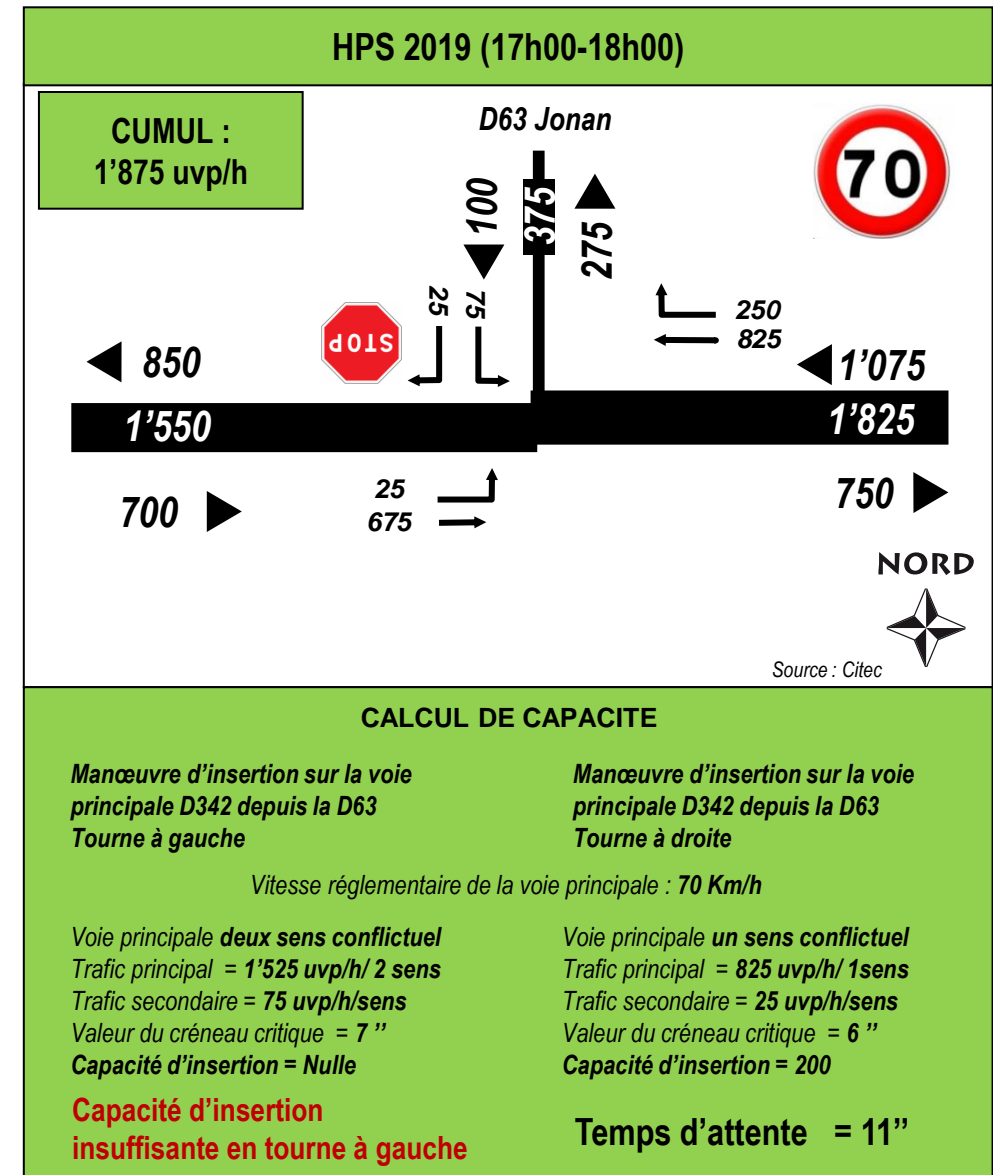 HPS 2019 (17h00-18h00)
CUMUL :
1’875 uvp/h
D63 Jonan
70
100
375
275
25
75
STOP
250
825
850
1’075
1’550
1’825
700
25
675
750
NORD
Source : Citec
CALCUL DE CAPACITE
Manœuvre d’insertion sur la voie
principale D342 depuis la D63
Tourne à gauche
Manœuvre d’insertion sur la voie
principale D342 depuis la D63
Tourne à droite
Vitesse réglementaire de la voie principale : 70 Km/h
Voie principale deux sens conflictuel
Trafic principal = 1’525 uvp/h/ 2 sens
Trafic secondaire = 75 uvp/h/sens
Valeur du créneau critique = 7 ’’
Capacité d’insertion = Nulle
Capacité d’insertion
insuffisante en tourne à gauche
Voie principale un sens conflictuel
Trafic principal = 825 uvp/h/ 1sens
Trafic secondaire = 25 uvp/h/sens
Valeur du créneau critique = 6 ’’
Capacité d’insertion = 200
Temps d’attente = 11’’